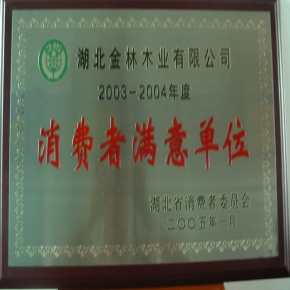 湖北金林木业有限公司
2003-2004年度
消费者满意单位
湖北省消费者委员会
二〇〇五年一月